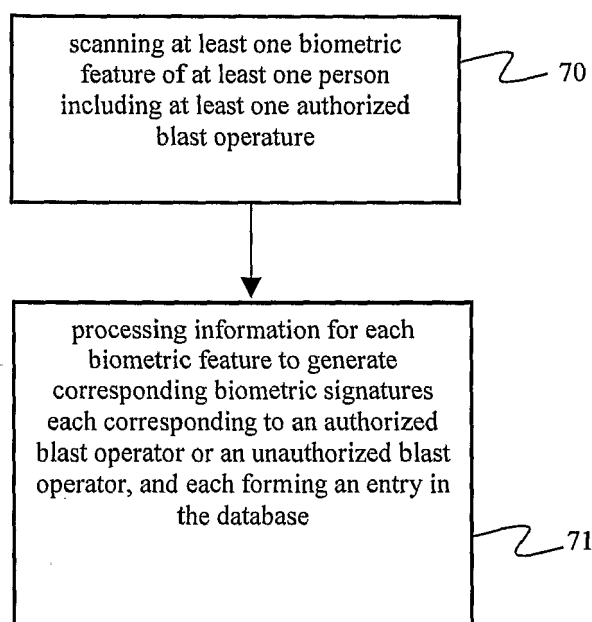 scanning at least one biometric
feature of at least one person
including at least one authorized
blast operature
70
processing information for each
biometric feature to generate
corresponding biometric signatures
each corresponding to an authorized
blast operator or an unauthorized blast
operator, and each forming an entry in
the database
71